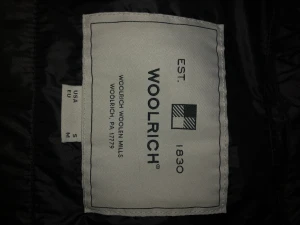 EST. 1830
WOOLRICH®
WOOLRICH WOOLEN MILLS
WOOLRICH, PA 17779
USA S
EU M